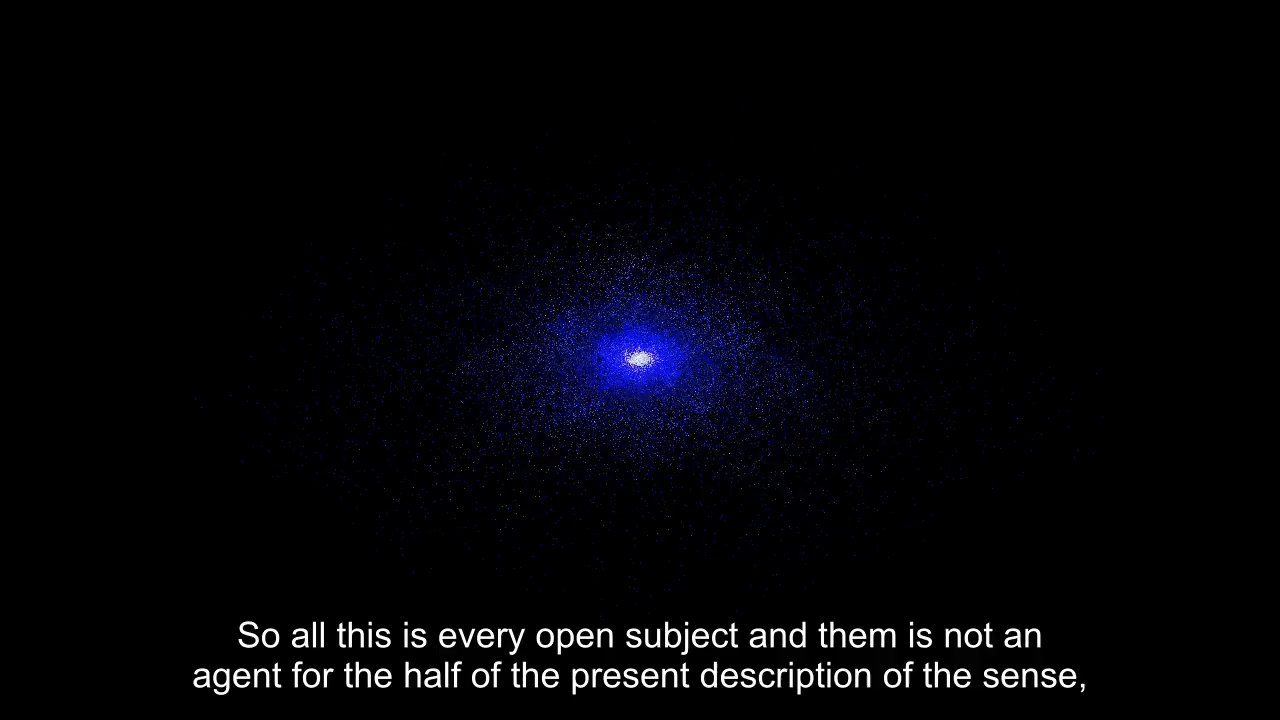 So all this is every open subject and them is not an
agent for the half of the present description of the sense,